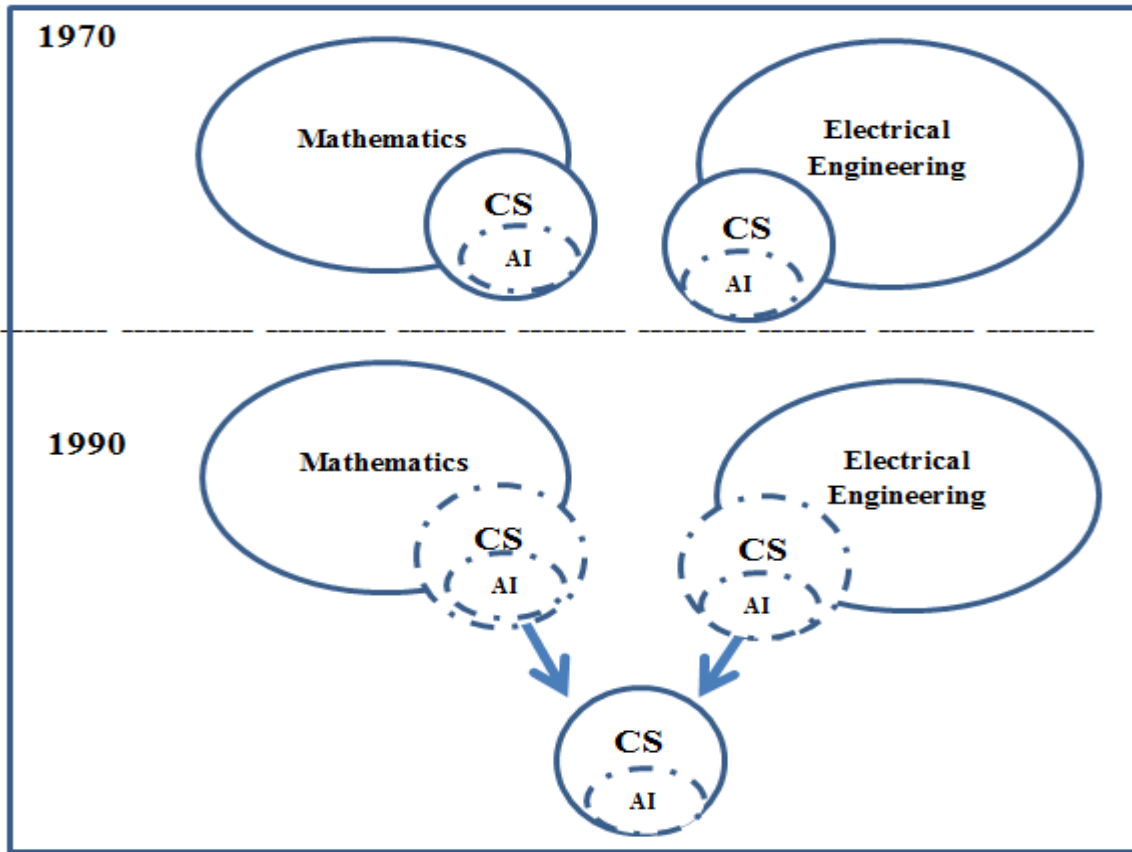 1970
Mathematics
Electrical
Engineering
CS
AI
CS
AI
1990
Mathematics
Electrical
Engineering
CS
AI
CS
AI
CS
AI